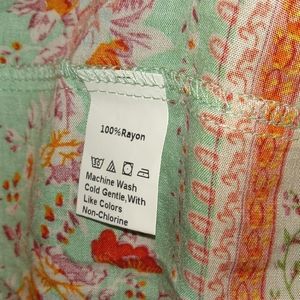 100%Rayon
Machine Wash
Cold Gentle,With
Like Colors
Non-Chlorine